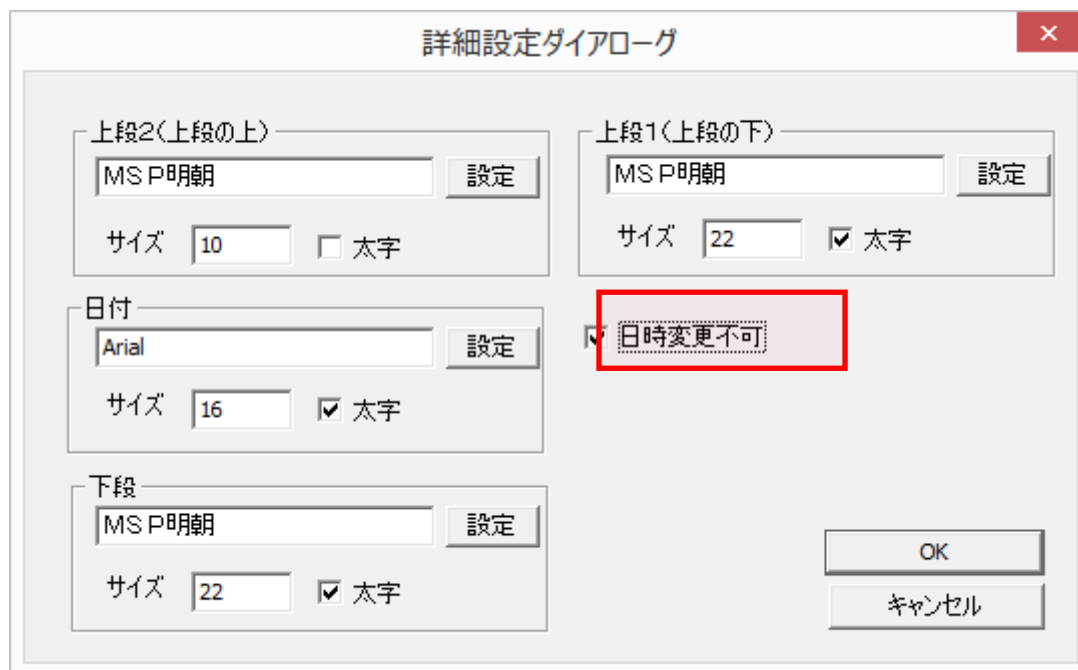 詳細設定ダイアローグ
上段2(上段の上)
MS P明朝
設定
サイズ
10
太字
上段1(上段の下)
MS P明朝
設定
サイズ
22
太字
日付
Arial
設定
サイズ
16
太字
日時変更不可
下段
MS P明朝
設定
サイズ
22
太字
OK
キャンセル